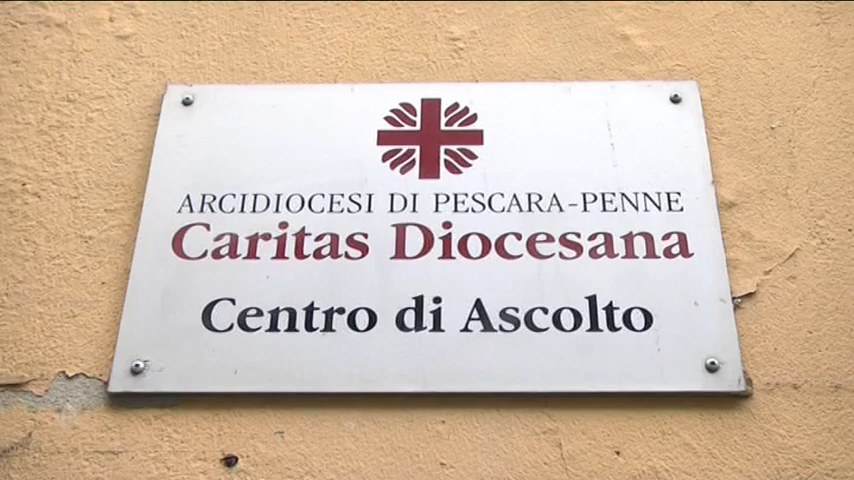 ARCIDIOCESI DI PESCARA-PENNE
Caritas Diocesana
Centro di Ascolto